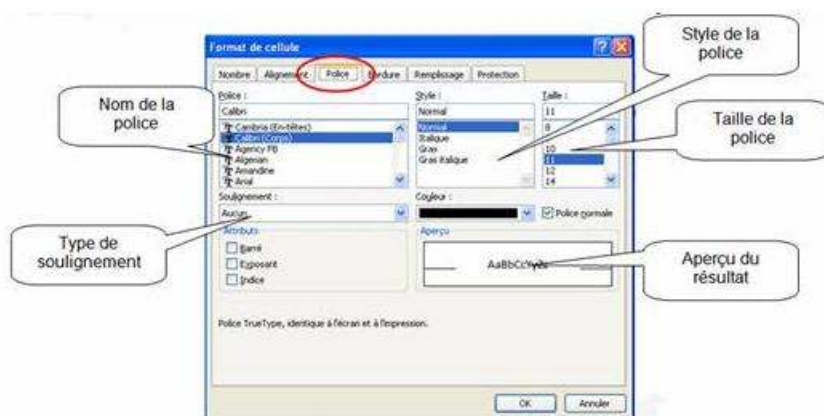 Format de cellule
Nombre Alignement Police Bordure Remplissage Protection
Police :
Style :
Taille :
Calibri
Normal
11
Cambria (En-têtes)
Calibri (Corps)
Agency FB
Algerian
Amandine
Arial
Normal
Italique
Gras
Gras italique
8
10
11
12
14
Soulignement :
Couleur :
Aucun
Police normale
Attributs
Barré
Exposant
Indice
Aperçu
AaBbCcYyZz
Police TrueType, identique à l'écran et à l'impression.
OK
Annuler
Nom de la
police
Type de
soulignement
Style de la
police
Taille de la
police
Aperçu du
résultat